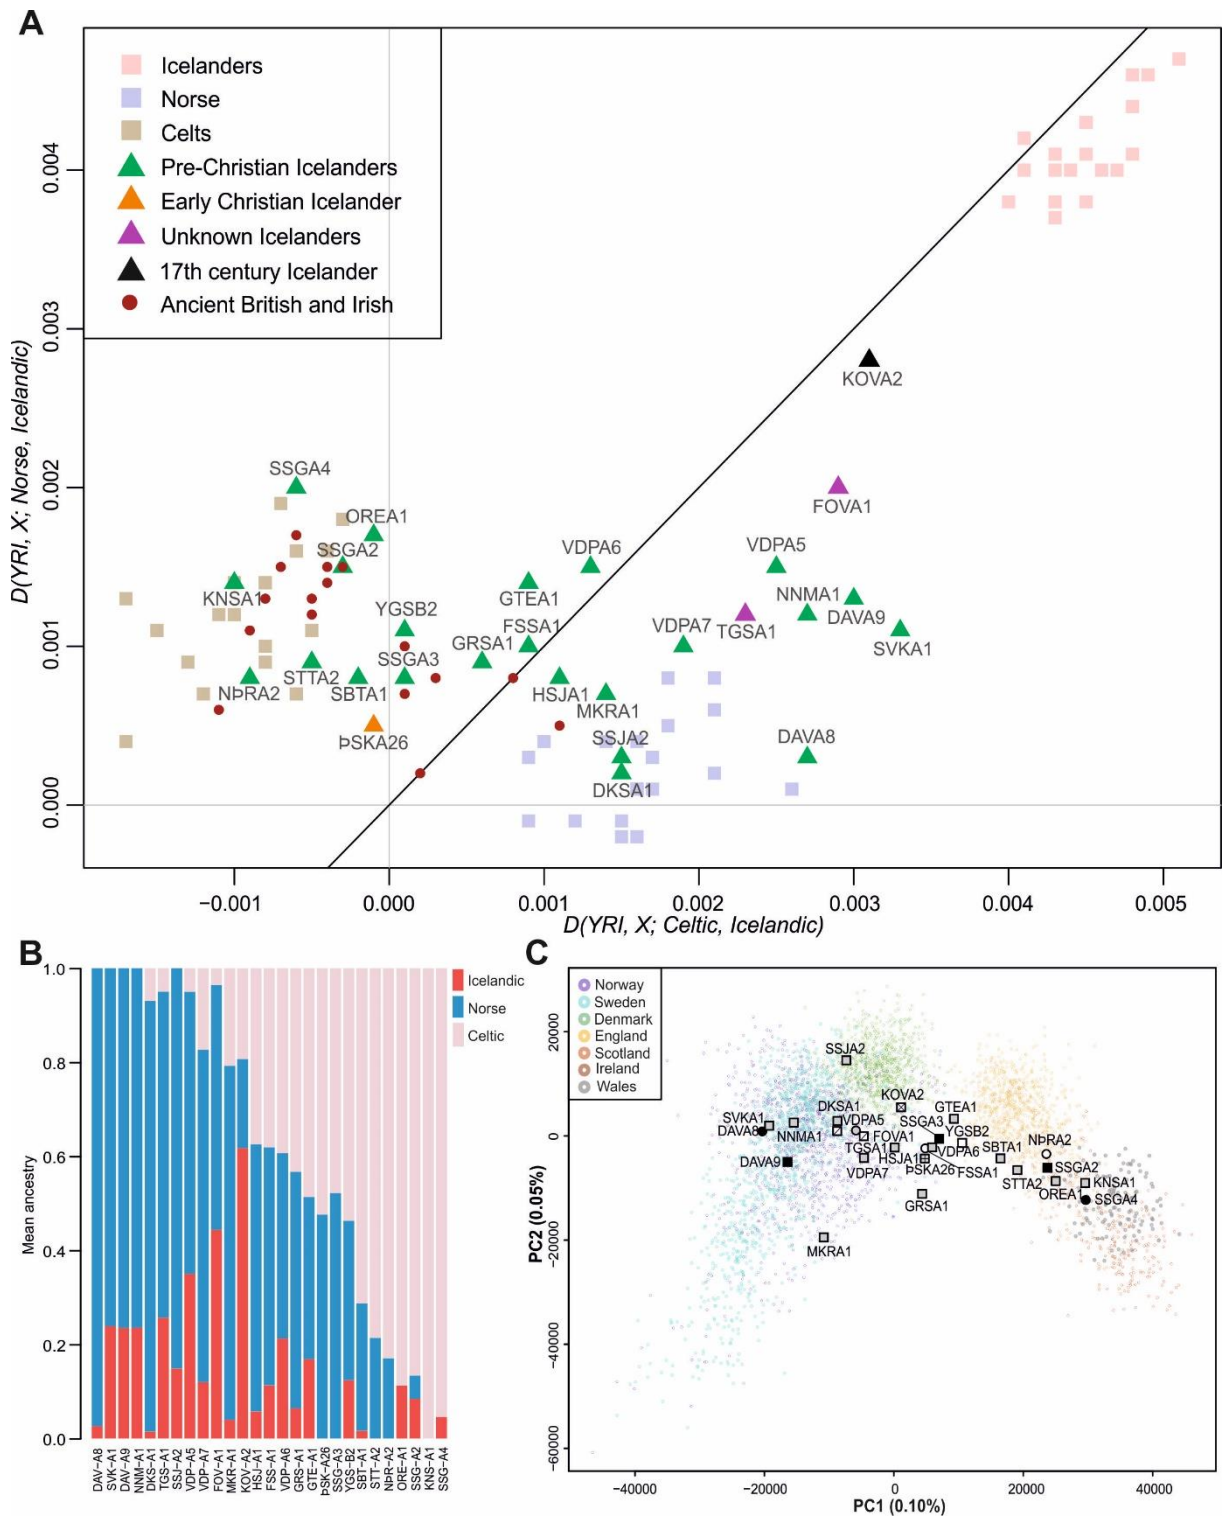 A
Icelanders
Norse
Celts
Pre-Christian Icelanders
Early Christian Icelander
Unknown Icelanders
17th century Icelander
Ancient British and Irish
D(YRI, X; Norse, Icelandic)
0.004
0.003
0.002
0.001
0.000
KOVA2
FOVA1
SSGA4
OREA1
SSGA2
VDPA6
VDPA5
KNSA1
GTEA1
NNMA1
DAVA9
YGSB2
FSSA1
VDPA7
TGSA1
SVKA1
GRSA1
SSGA3
STTA2
NÞRA2
SBTA1
HSJA1
MKRA1
ÞSKA26
SSJA2
DAVA8
DKSA1
−0.001
0.000
0.001
0.002
0.003
0.004
0.005
D(YRI, X; Celtic, Icelandic)
B
Icelandic
Norse
Celtic
Mean ancestry
1.0
0.8
0.6
0.4
0.2
0.0
DAV-A8
SVK-A1
DAV-A9
NNM-A1
DKS-A1
TGS-A1
SSJ-A2
VDP-A5
VDP-A7
FOV-A1
MKR-A1
KOV-A2
HSJ-A1
FSS-A1
VDP-A6
GRS-A1
GTE-A1
ÞSK-A26
SSG-A3
YGS-B2
SBT-A1
STT-A2
NÞR-A2
ORE-A1
SSG-A2
KNS-A1
SSG-A4
C
Norway
Sweden
Denmark
England
Scotland
Ireland
Wales
PC2 (0.05%)
20000
0
−20000
−40000
−60000
SSJA2
KOVA2
DKSA1
GTEA1
SVKA1
VDPA5
SSGA3
DAVA8
NNMA1
FOVA1
YGSB2
NÞRA2
TGSA1
SBTA1
HSJA1
VDPA6
DAVA9
VDPA7
ÞSKA26
FSSA1
SSGA2
STTA2
KNSA1
OREA1
SSGA4
GRSA1
MKRA1
−40000
−20000
0
20000
40000
PC1 (0.10%)